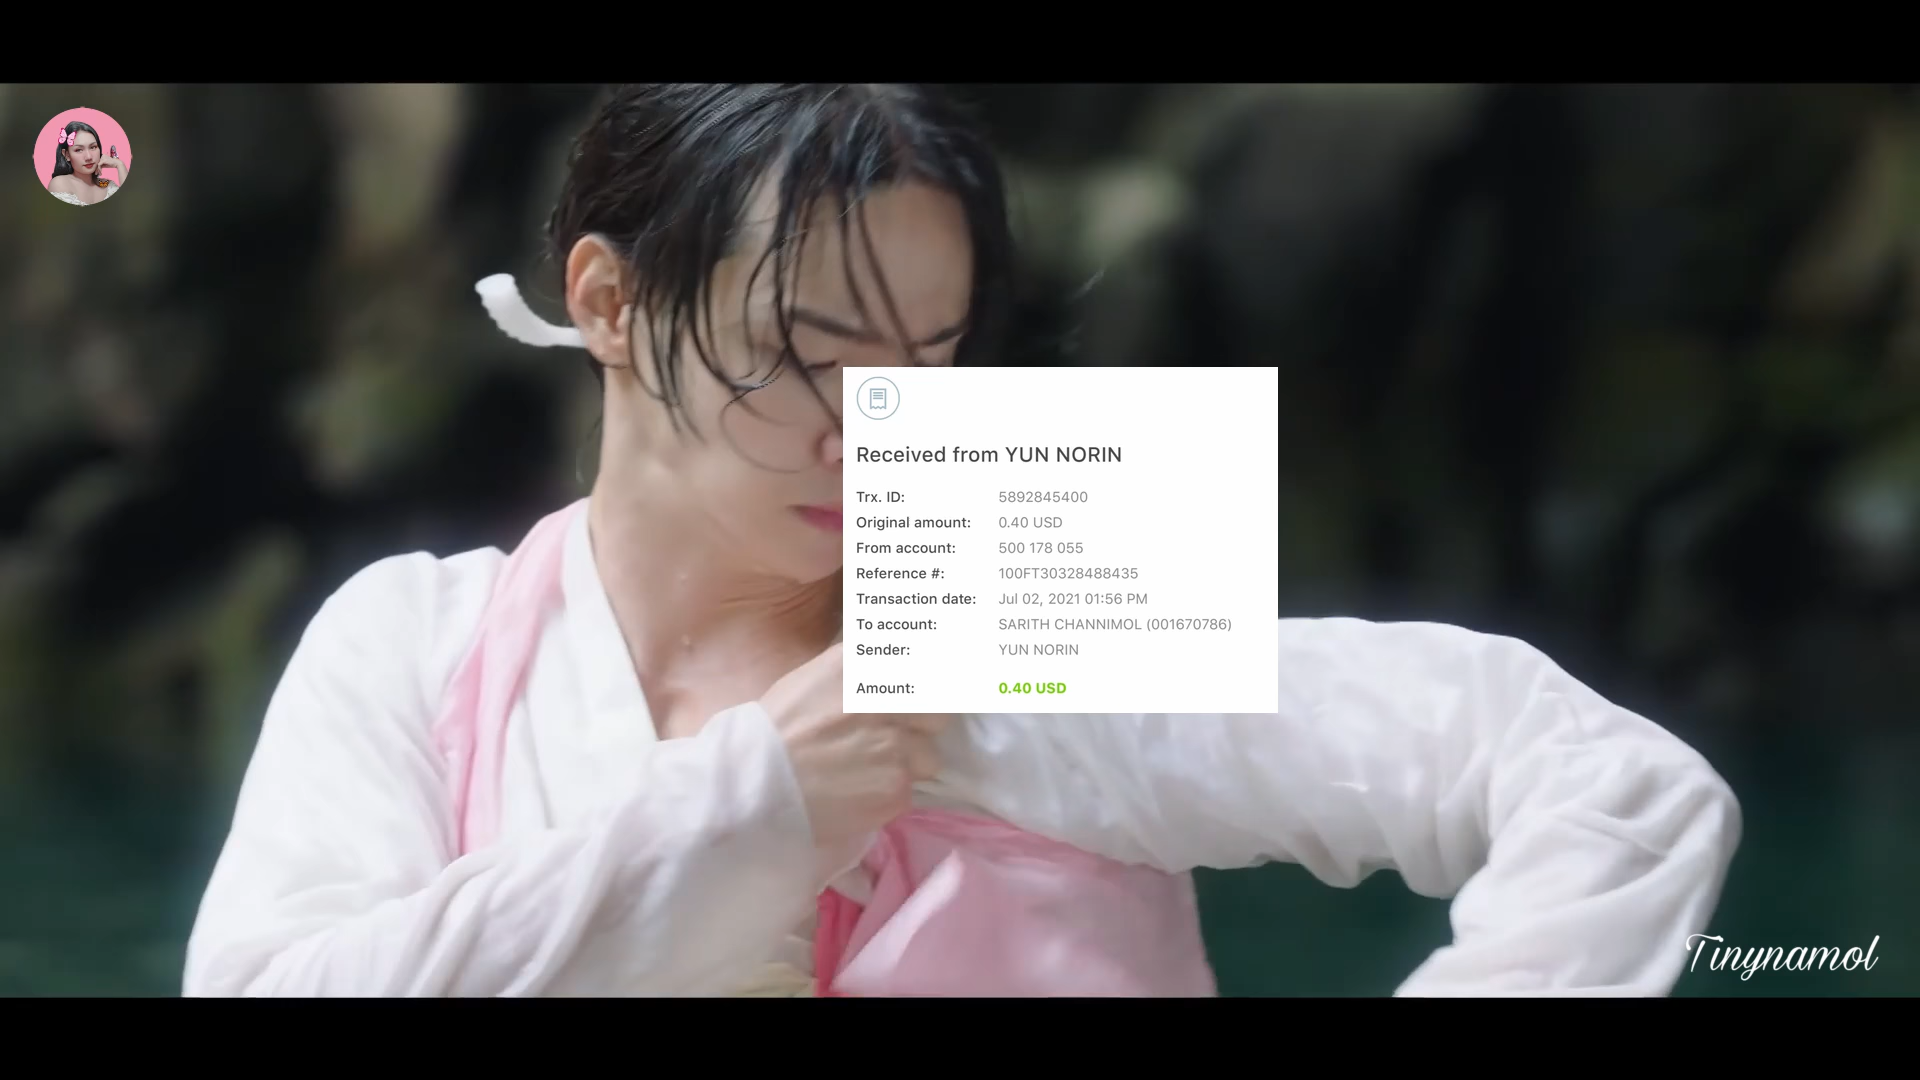 Received from YUN NORIN
Trx. ID: 5892845400
Original amount: 0.40 USD
From account: 500 178 055
Reference #: 100FT30328488435
Transaction date: Jul 02, 2021 01:56 PM
To account: SARITH CHANNIMOL (001670786)
Sender: YUN NORIN
Amount: 0.40 USD
Tinynamol